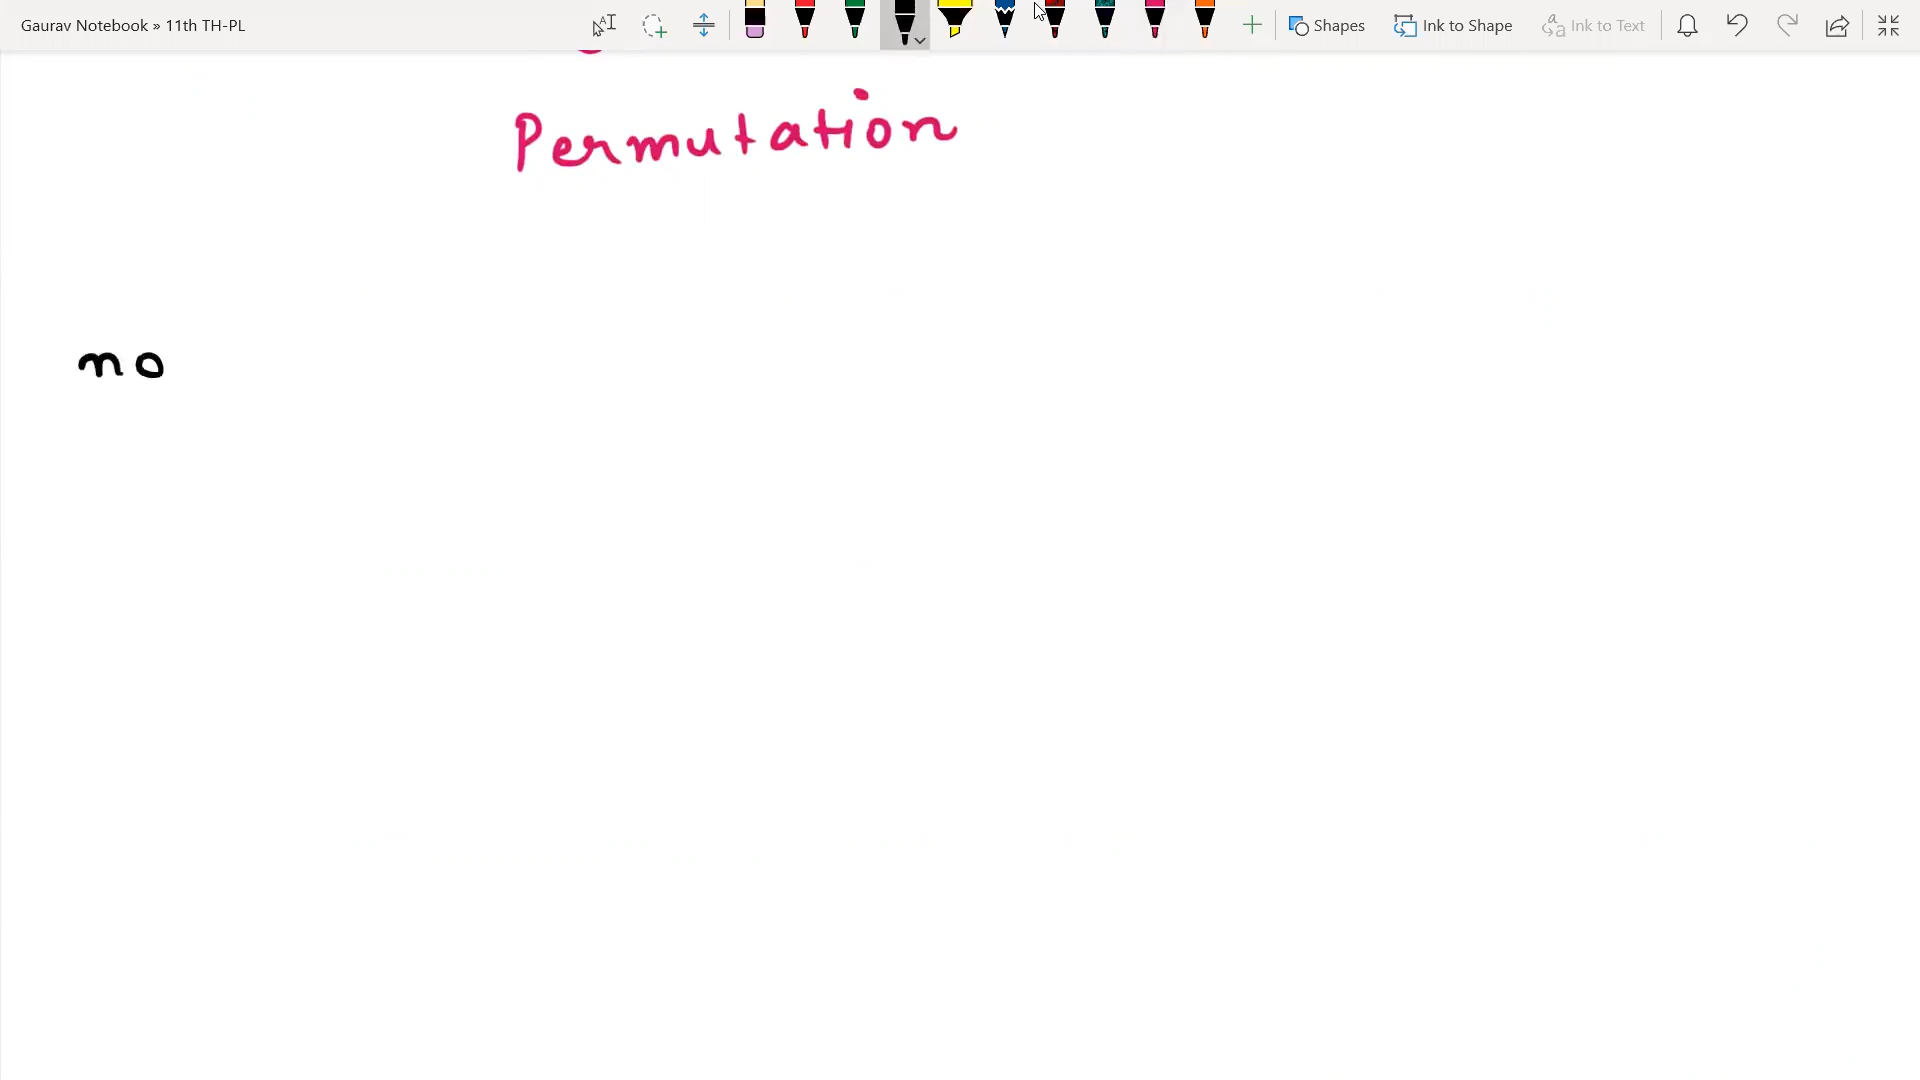 Gaurav Notebook » 11th TH-PL Shapes Ink to Shape Ink to Text
Permutation
no